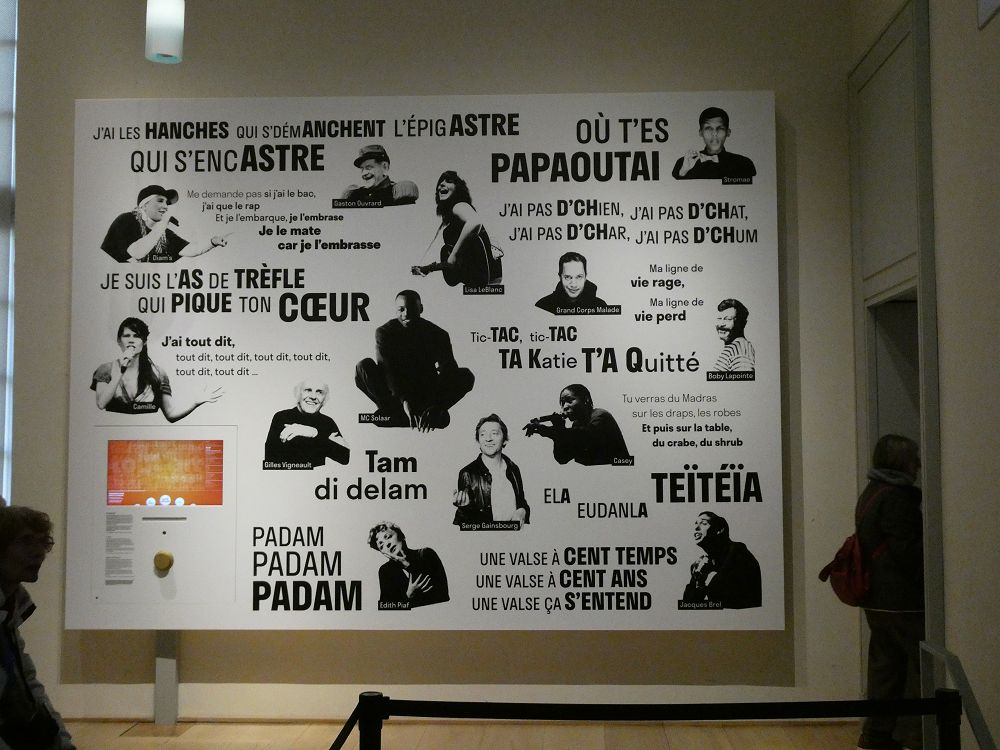 J'AI LES HANCHES QUI S'DÉMANCHENT L'ÉPIGASTRE
QUI S'ENCASTRE
Gaston Ouvrard
OÙ T'ES
PAPAOUTAI
Stromae
Me demande pas si j'ai le bac,
j'ai que le rap
Et je l'embarque, je l'embrase
Je le mate
car je l'embrasse
Diam's
Lisa LeBlanc
J'AI PAS D'CHIEN, J'AI PAS D'CHAT,
J'AI PAS D'CHAR, J'AI PAS D'CHUM
JE SUIS L'AS DE TRÈFLE
QUI PIQUE TON CŒUR
MC Solaar
Grand Corps Malade
Ma ligne de
vie rage,
Ma ligne de
vie perd
Tic-TAC, tic-TAC
TA Katie T'A Quitté
Boby Lapointe
J'ai tout dit,
tout dit, tout dit, tout dit, tout dit,
tout dit, tout dit ...
Camille
Gilles Vigneault
Tam
di delam
Serge Gainsbourg
Casey
Tu verras du Madras
sur les draps, les robes
Et puis sur la table,
du crabe, du shrub
ELA
EUDANLA
TEÏTÉÏA
PADAM
PADAM
PADAM
Edith Piaf
UNE VALSE À CENT TEMPS
UNE VALSE À CENT ANS
UNE VALSE ÇA S'ENTEND
Jacques Brel